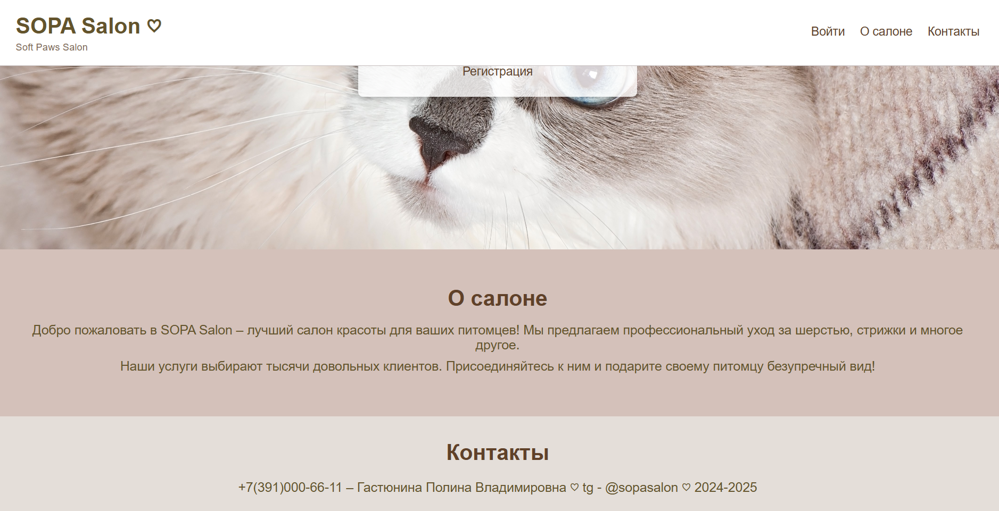 SOPA Salon ♡
Soft Paws Salon
Войти О салоне Контакты
Регистрация
О салоне
Добро пожаловать в SOPA Salon – лучший салон красоты для ваших питомцев! Мы предлагаем профессиональный уход за шерстью, стрижки и многое
другое.
Наши услуги выбирают тысячи довольных клиентов. Присоединяйтесь к ним и подарите своему питомцу безупречный вид!
Контакты
+7(391)000-66-11 – Гастюнина Полина Владимировна ♡ tg - @sopasalon ♡ 2024-2025